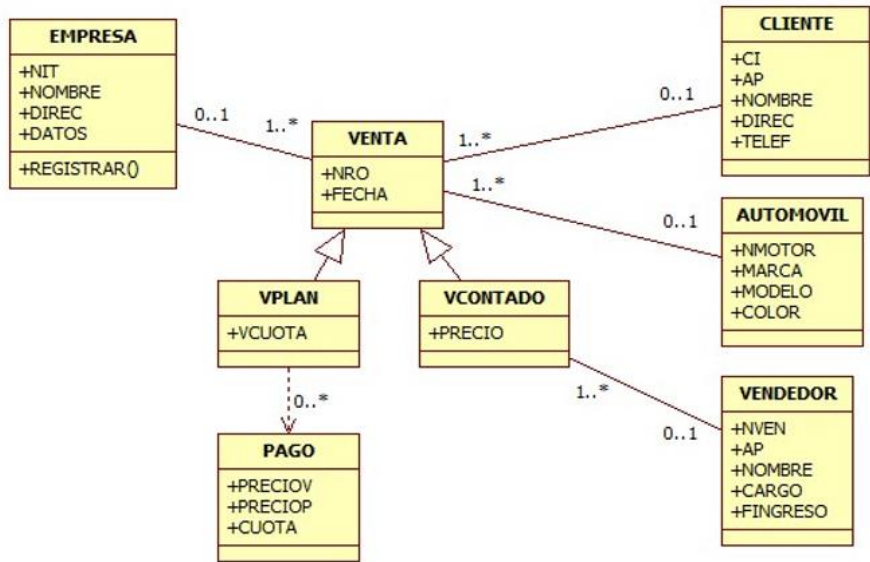 EMPRESA
+NIT
+NOMBRE
+DIREC
+DATOS
+REGISTRAR()
0..1
1..*
VENTA
+NRO
+FECHA
1..*
0..1
CLIENTE
+CI
+AP
+NOMBRE
+DIREC
+TELEF
1..*
0..1
AUTOMOVIL
+NMOTOR
+MARCA
+MODELO
+COLOR
VPLAN
+VCUOTA
VCONTADO
+PRECIO
0..*
1..*
0..1
PAGO
+PRECIOV
+PRECIOP
+CUOTA
VENDEDOR
+NVEN
+AP
+NOMBRE
+CARGO
+FINGRESO